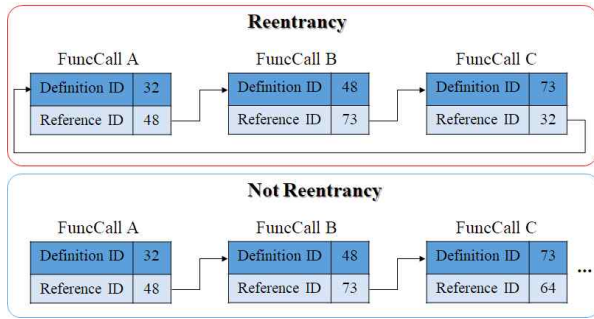 Reentrancy
FuncCall A FuncCall B FuncCall C
Definition ID 32 Definition ID 48 Definition ID 73
Reference ID 48 Reference ID 73 Reference ID 32
Not Reentrancy
FuncCall A FuncCall B FuncCall C
Definition ID 32 Definition ID 48 Definition ID 73 ...
Reference ID 48 Reference ID 73 Reference ID 64